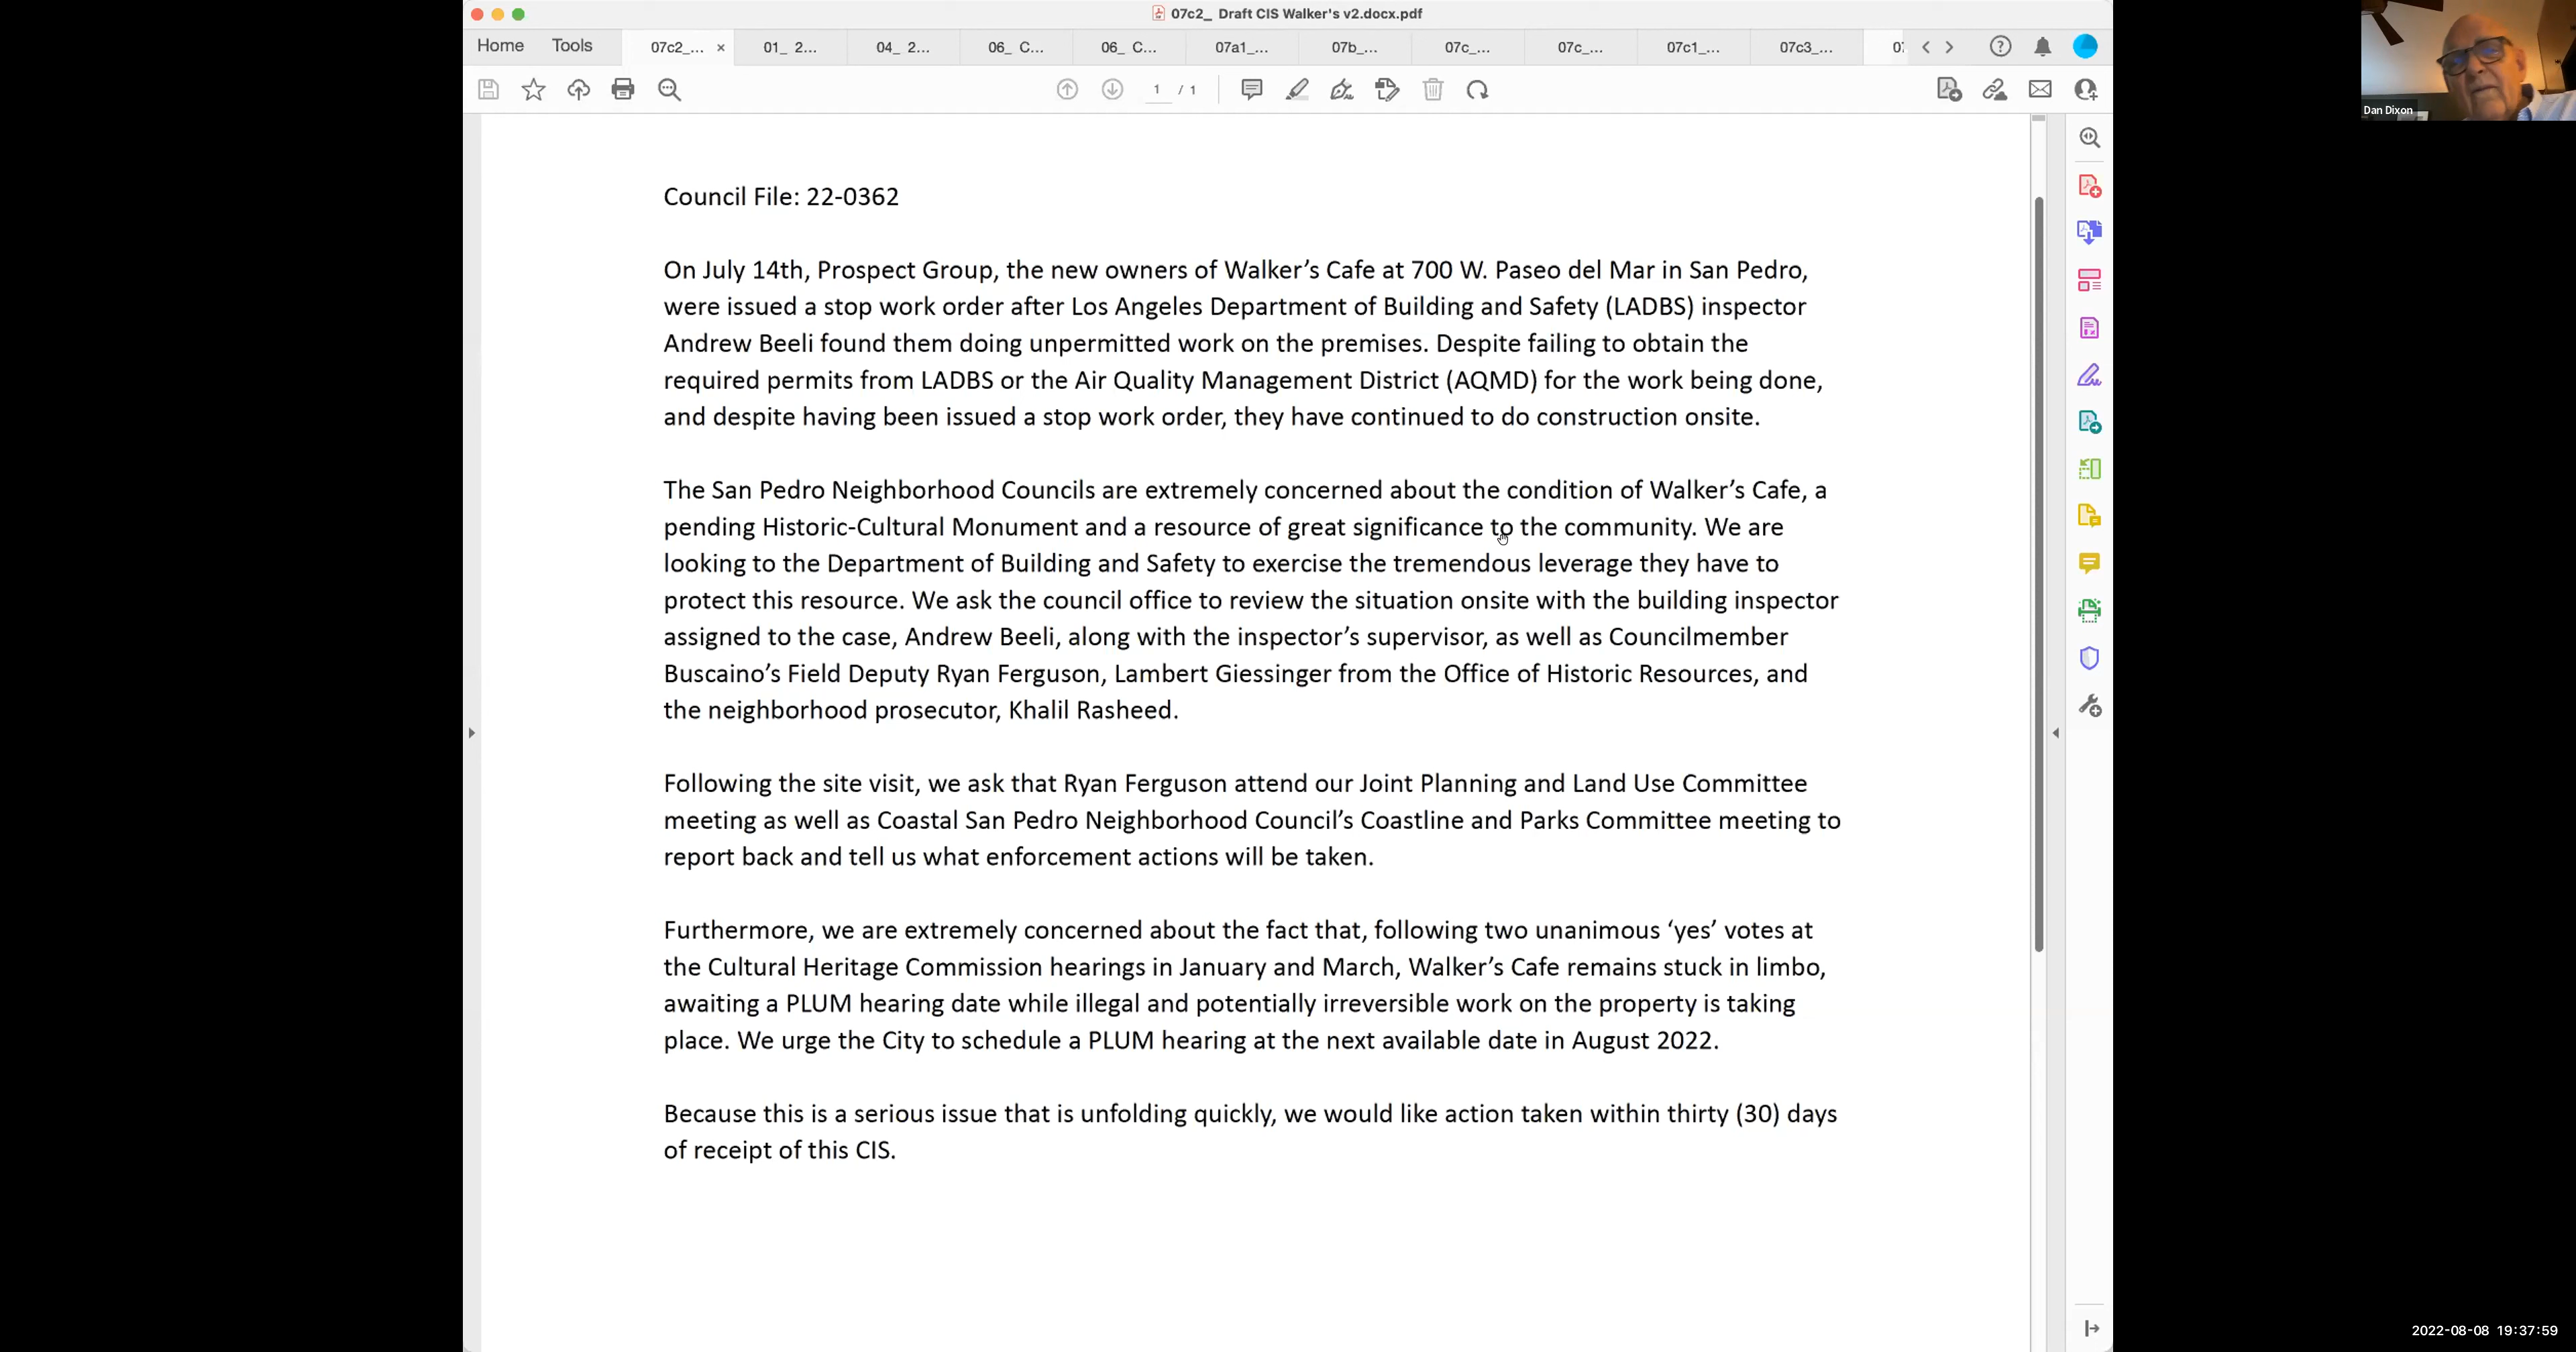 07c2_ Draft CIS Walker's v2.docx.pdf
Home Tools 07c2_... × 01_ 2... 04_ 2... 06_ C... 06_ C... 07a1_... 07b_... 07c_... 07c_... 07c1_... 07c3_... 07
1 / 1
Dan Dixon
Council File: 22-0362
On July 14th, Prospect Group, the new owners of Walker’s Cafe at 700 W. Paseo del Mar in San Pedro,
were issued a stop work order after Los Angeles Department of Building and Safety (LADBS) inspector
Andrew Beeli found them doing unpermitted work on the premises. Despite failing to obtain the
required permits from LADBS or the Air Quality Management District (AQMD) for the work being done,
and despite having been issued a stop work order, they have continued to do construction onsite.
The San Pedro Neighborhood Councils are extremely concerned about the condition of Walker’s Cafe, a
pending Historic-Cultural Monument and a resource of great significance to the community. We are
looking to the Department of Building and Safety to exercise the tremendous leverage they have to
protect this resource. We ask the council office to review the situation onsite with the building inspector
assigned to the case, Andrew Beeli, along with the inspector’s supervisor, as well as Councilmember
Buscaino’s Field Deputy Ryan Ferguson, Lambert Giessinger from the Office of Historic Resources, and
the neighborhood prosecutor, Khalil Rasheed.
Following the site visit, we ask that Ryan Ferguson attend our Joint Planning and Land Use Committee
meeting as well as Coastal San Pedro Neighborhood Council’s Coastline and Parks Committee meeting to
report back and tell us what enforcement actions will be taken.
Furthermore, we are extremely concerned about the fact that, following two unanimous ‘yes’ votes at
the Cultural Heritage Commission hearings in January and March, Walker’s Cafe remains stuck in limbo,
awaiting a PLUM hearing date while illegal and potentially irreversible work on the property is taking
place. We urge the City to schedule a PLUM hearing at the next available date in August 2022.
Because this is a serious issue that is unfolding quickly, we would like action taken within thirty (30) days
of receipt of this CIS.
2022-08-08 19:37:59